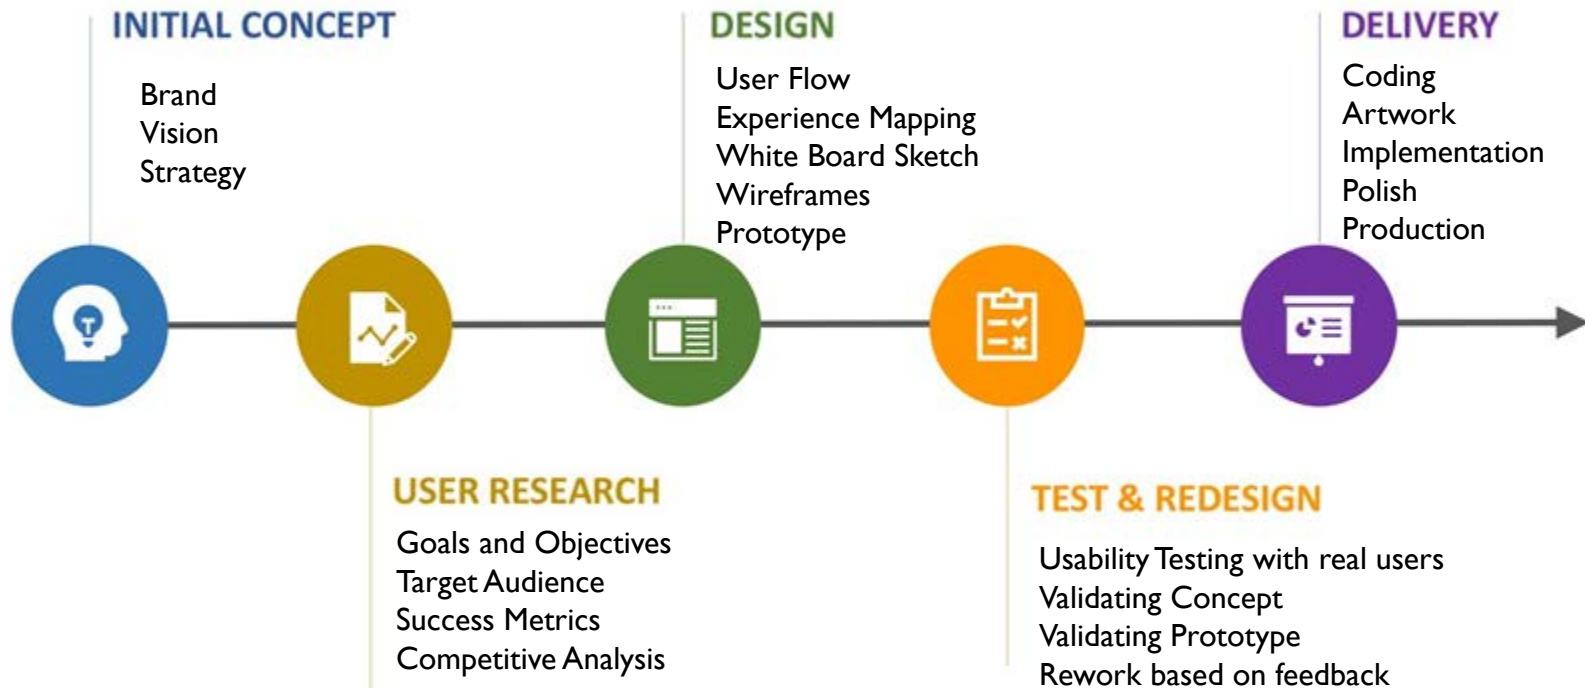 INITIAL CONCEPT
Brand
Vision
Strategy
USER RESEARCH
Goals and Objectives
Target Audience
Success Metrics
Competitive Analysis
DESIGN
User Flow
Experience Mapping
White Board Sketch
Wireframes
Prototype
TEST & REDESIGN
Usability Testing with real users
Validating Concept
Validating Prototype
Rework based on feedback
DELIVERY
Coding
Artwork
Implementation
Polish
Production